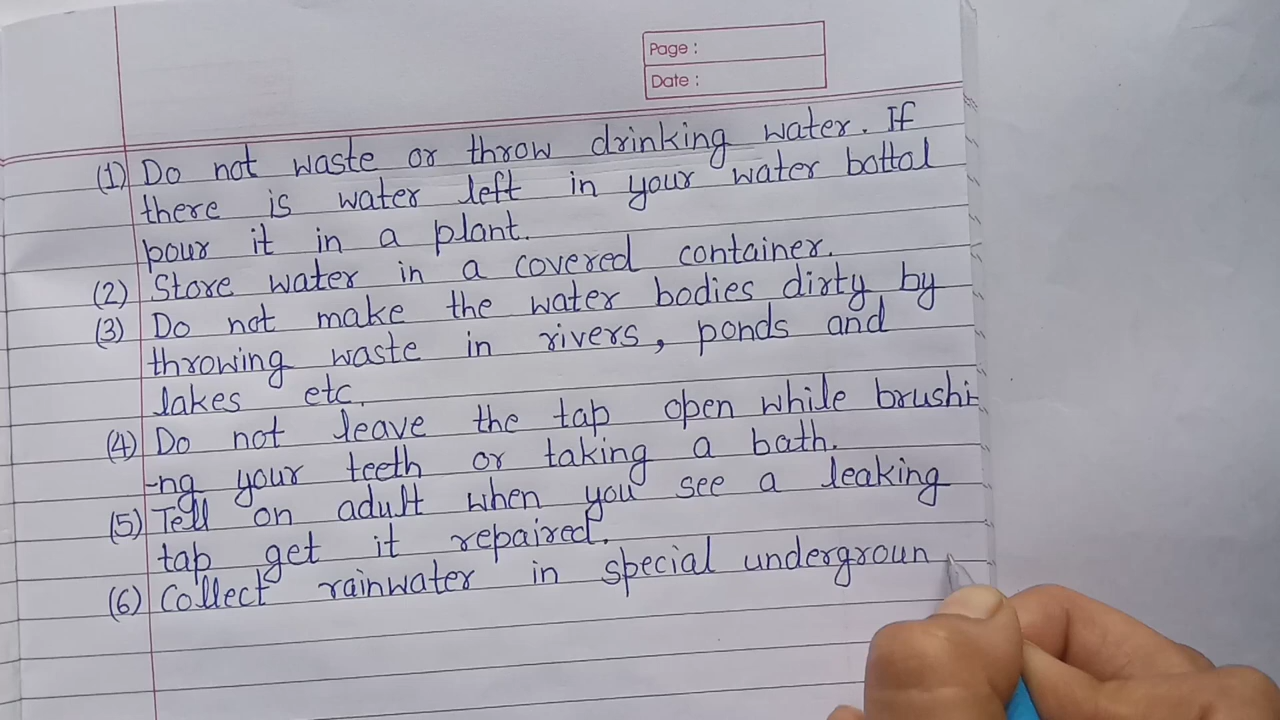 Page :
Date :
(1) Do not waste or throw drinking water. If
there is water left in your water bottal
pour it in a plant.
(2) Store water in a covered container.
(3) Do not make the water bodies dirty by
throwing waste in rivers, ponds and
lakes etc.
(4) Do not leave the tap open while brushi
-ng your teeth or taking a bath.
(5) Tell on adult when you see a leaking
tap get it repaired.
(6) Collect rainwater in special undergroun